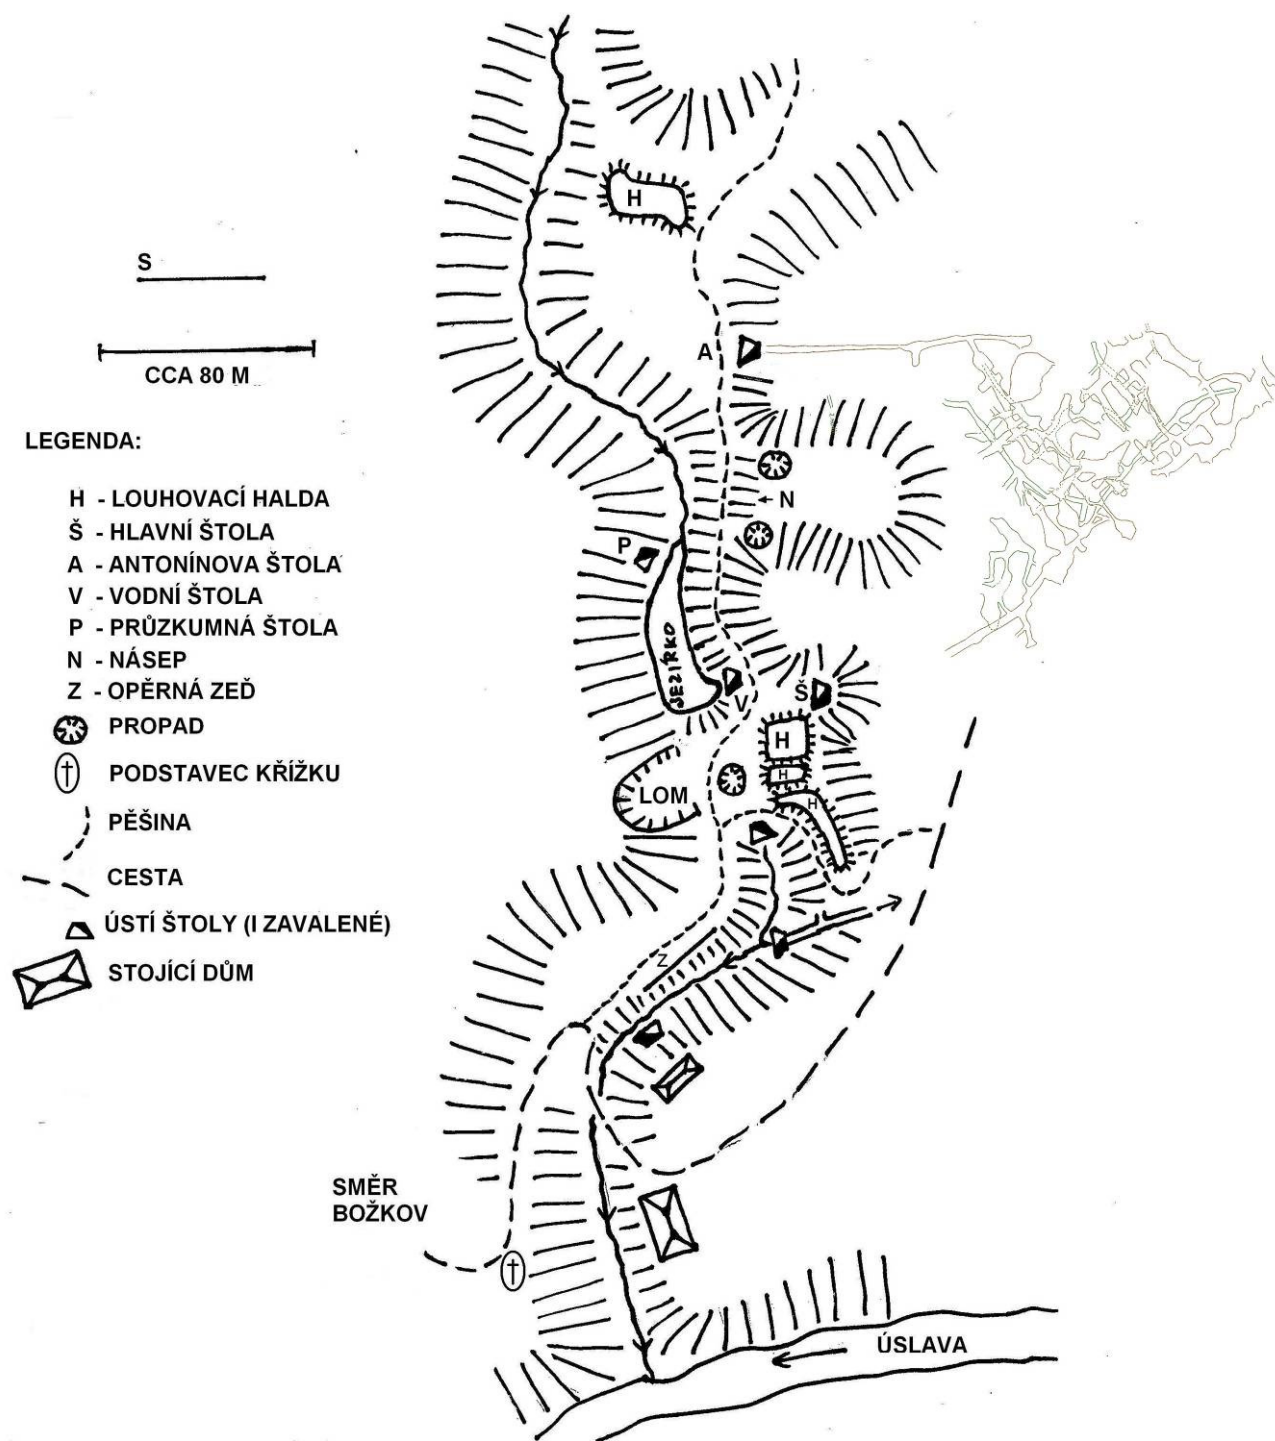 H
S
CCA 80 M
A
LEGENDA:
H - LOUHOVACÍ HALDA
Š - HLAVNÍ ŠTOLA
A - ANTONÍNOVA ŠTOLA
V - VODNÍ ŠTOLA
P - PRŮZKUMNÁ ŠTOLA
N - NÁSEP
Z - OPĚRNÁ ZEĎ
PROPAD
PODSTAVEC KŘÍŽKU
PĚŠINA
CESTA
ÚSTÍ ŠTOLY (I ZAVALENÉ)
STOJÍCÍ DŮM
N
P
JEZÍRKO
V
Š
H
H
H
LOM
Z
SMĚR
BOŽKOV
ÚSLAVA